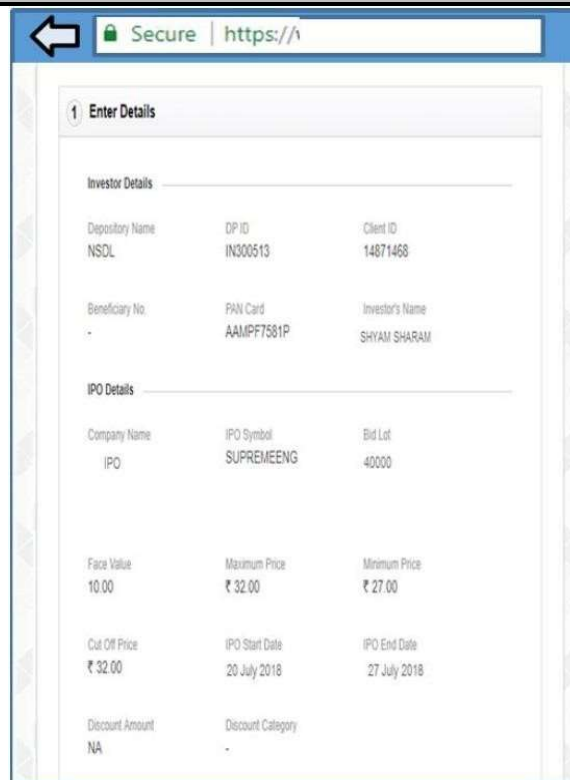 Secure | https://
1 Enter Details
Investor Details
Depository Name DP ID Client ID
NSDL IN300513 14871468
Beneficiary No. PAN Card Investor's Name
- AAMPF7581P SHYAM SHARAM
IPO Details
Company Name IPO Symbol Bid Lot
IPO SUPREMEENG 40000
Face Value Maximum Price Minimum Price
10.00 ₹ 32.00 ₹ 27.00
Cut Off Price IPO Start Date IPO End Date
₹ 32.00 20 July 2018 27 July 2018
Discount Amount Discount Category
NA -